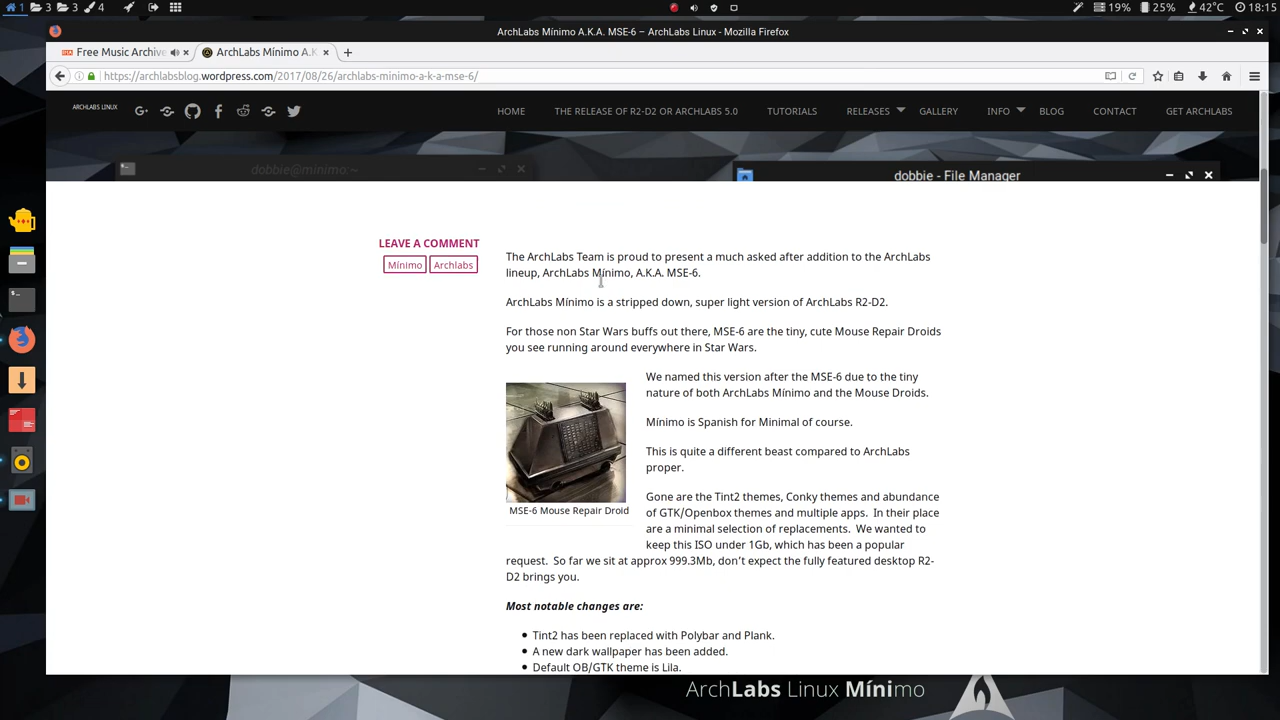 1 3 3 4 19% 25% 42°C 18:15
ArchLabs Mínimo A.K.A. MSE-6 – ArchLabs Linux - Mozilla Firefox
Free Music Archive ArchLabs Mínimo A.K.
https://archlabsblog.wordpress.com/2017/08/26/archlabs-minimo-a-k-a-mse-6/
ARCHLABS LINUX HOME THE RELEASE OF R2-D2 OR ARCHLABS 5.0 TUTORIALS RELEASES GALLERY INFO BLOG CONTACT GET ARCHLABS
dobbie@minimo:~ dobbie - File Manager
LEAVE A COMMENT
Mínimo Archlabs
The ArchLabs Team is proud to present a much asked after addition to the ArchLabs
lineup, ArchLabs Mínimo, A.K.A. MSE-6.
ArchLabs Mínimo is a stripped down, super light version of ArchLabs R2-D2.
For those non Star Wars buffs out there, MSE-6 are the tiny, cute Mouse Repair Droids
you see running around everywhere in Star Wars.
We named this version after the MSE-6 due to the tiny
nature of both ArchLabs Mínimo and the Mouse Droids.
Mínimo is Spanish for Minimal of course.
This is quite a different beast compared to ArchLabs
proper.
MSE-6 Mouse Repair Droid
Gone are the Tint2 themes, Conky themes and abundance
of GTK/Openbox themes and multiple apps.  In their place
are a minimal selection of replacements.  We wanted to
keep this ISO under 1Gb, which has been a popular
request.  So far we sit at approx 999.3Mb, don't expect the fully featured desktop R2-
D2 brings you.
Most notable changes are:
• Tint2 has been replaced with Polybar and Plank.
• A new dark wallpaper has been added.
• Default OB/GTK theme is Lila.
ArchLabs Linux Mínimo